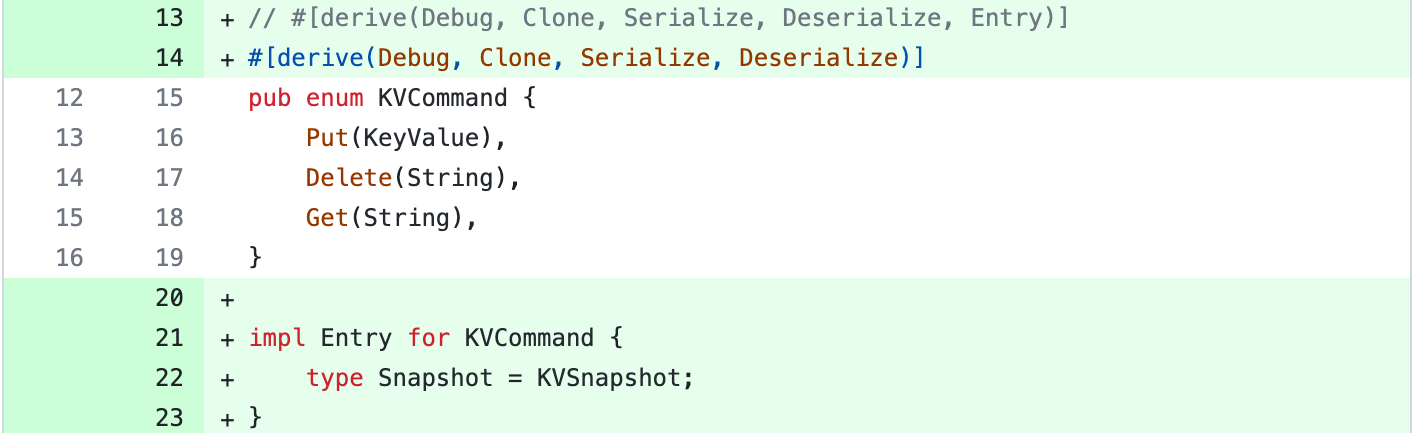 13 + // #[derive(Debug, Clone, Serialize, Deserialize, Entry)]
14 + #[derive(Debug, Clone, Serialize, Deserialize)]
12 15 pub enum KVCommand {
13 16     Put(KeyValue),
14 17     Delete(String),
15 18     Get(String),
16 19 }
20 +
21 + impl Entry for KVCommand {
22 +     type Snapshot = KVSnapshot;
23 + }